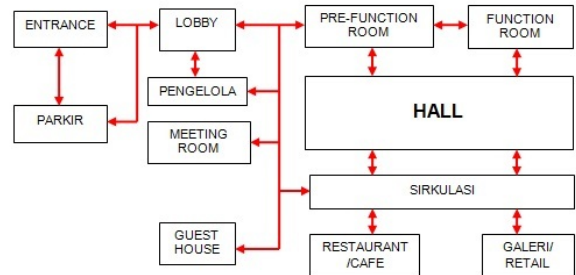 ENTRANCE
LOBBY
PRE-FUNCTION
ROOM
FUNCTION
ROOM
PENGELOLA
PARKIR
HALL
MEETING
ROOM
SIRKULASI
GUEST
HOUSE
RESTAURANT
/CAFE
GALERI/
RETAIL